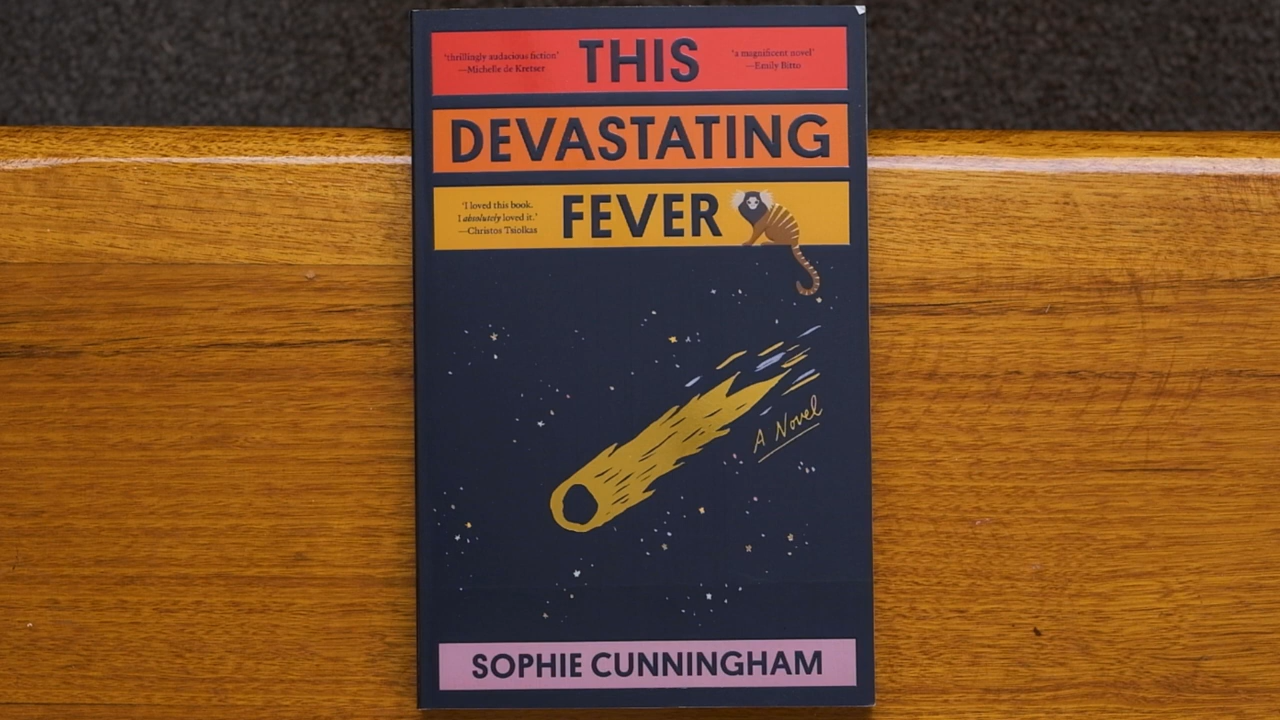 'thrillingly audacious fiction'
—Michelle de Kretser
THIS
'a magnificent novel'
—Emily Bitto
DEVASTATING
'I loved this book.
I absolutely loved it.'
—Christos Tsiolkas
FEVER
A Novel
SOPHIE CUNNINGHAM